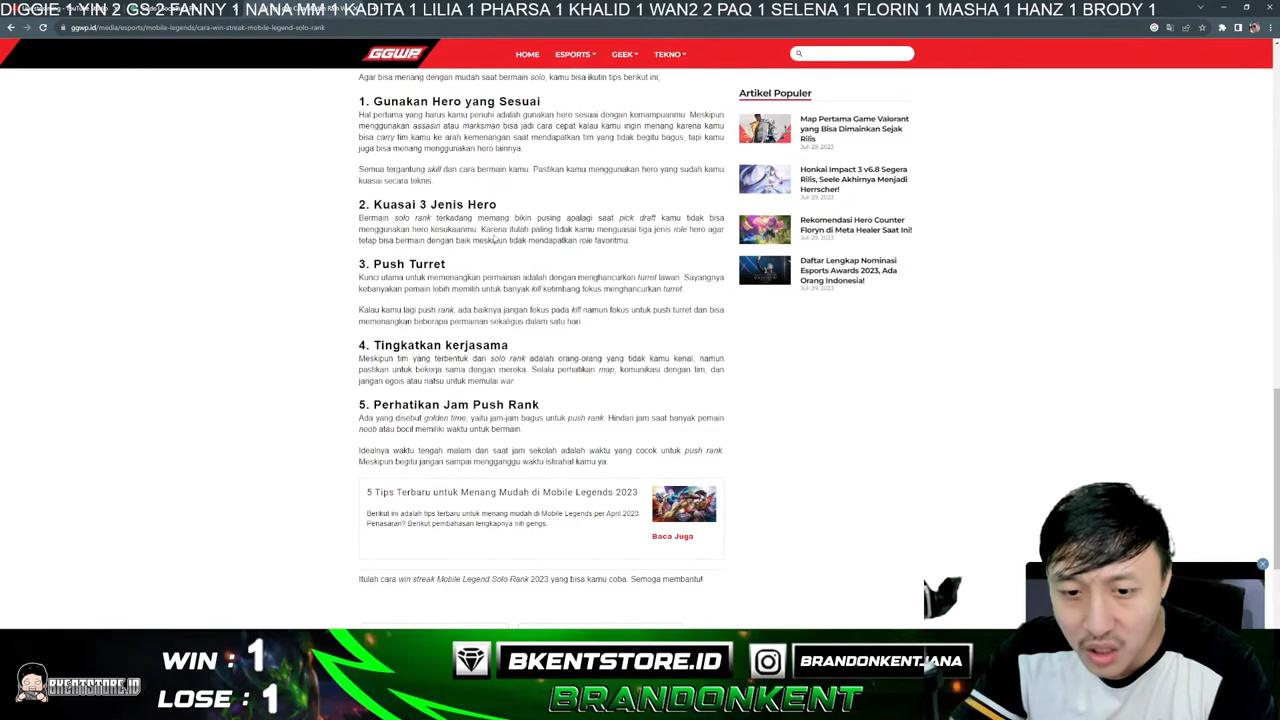 DIGGIE 1 LIN 2 GS 2 HANNY 1 NANA MM 1 KADITA 1 LILIA 1 PHARSA 1 KHALID 1 WAN2 2 PAQ 1 SELENA 1 FLORIN 1 MASHA 1 HANZ 1 BRODY 1
ggwp.id/media/esports/mobile-legends/cara-win-streak-mobile-legend-solo-rank
GGWP
HOME
ESPORTS
GEEK
TEKNO
Agar bisa menang dengan mudah saat bermain solo, kamu bisa ikutin tips berikut ini;
1. Gunakan Hero yang Sesuai
Hal pertama yang harus kamu penuhi adalah gunakan hero sesuai dengan kemampuanmu. Meskipun
menggunakan assasin atau marksman bisa jadi cara cepat kalau kamu ingin menang karena kamu
bisa carry tim kamu ke arah kemenangan saat mendapatkan tim yang tidak begitu bagus, tapi kamu
juga bisa menang menggunakan hero lainnya.
Semua tergantung skill dan cara bermain kamu. Pastikan kamu menggunakan hero yang sudah kamu
kuasai secara teknis.
2. Kuasai 3 Jenis Hero
Bermain solo rank terkadang memang bikin pusing apalagi saat pick draft kamu tidak bisa
menggunakan hero kesukaanmu. Karena itulah paling tidak kamu menguasai tiga jenis role hero agar
tetap bisa bermain dengan baik meskipun tidak mendapatkan role favoritmu.
3. Push Turret
Kunci utama untuk memenangkan permainan adalah dengan menghancurkan turret lawan. Sayangnya
kebanyakan pemain lebih memilih untuk banyak kill ketimbang fokus menghancurkan turret.
Kalau kamu lagi push rank, ada baiknya jangan fokus pada kill namun fokus untuk push turret dan bisa
memenangkan beberapa permainan sekaligus dalam satu hari.
4. Tingkatkan kerjasama
Meskipun tim yang terbentuk dari solo rank adalah orang-orang yang tidak kamu kenal, namun
pastikan untuk bekerja sama dengan mereka. Selalu perhatikan map, komunikasi dengan tim, dan
jangan egois atau nafsu untuk memulai war.
5. Perhatikan Jam Push Rank
Ada yang disebut golden time, yaitu jam-jam bagus untuk push rank. Hindari jam saat banyak pemain
noob atau bocil memiliki waktu untuk bermain.
Idealnya waktu tengah malam dan saat jam sekolah adalah waktu yang cocok untuk push rank.
Meskipun begitu jangan sampai mengganggu waktu istirahat kamu ya.
5 Tips Terbaru untuk Menang Mudah di Mobile Legends 2023
Berikut ini adalah tips terbaru untuk menang mudah di Mobile Legends per April 2023.
Penasaran? Berikut pembahasan lengkapnya nih gengs.
Baca Juga
Itulah cara win streak Mobile Legend Solo Rank 2023 yang bisa kamu coba. Semoga membantu!
Artikel Populer
Map Pertama Game Valorant
yang Bisa Dimainkan Sejak
Rilis
Juli 29, 2023
Honkai Impact 3 v6.8 Segera
Rilis, Seele Akhirnya Menjadi
Herrscher!
Juli 29, 2023
Rekomendasi Hero Counter
Floryn di Meta Healer Saat Ini!
Juli 29, 2023
Daftar Lengkap Nominasi
Esports Awards 2023, Ada
Orang Indonesia!
Juli 29, 2023
BKENTSTORE.ID
WIN : 1
LOSE : 1
BKENTSTORE.ID
BRANDONKENTJANA
BRANDONKENT